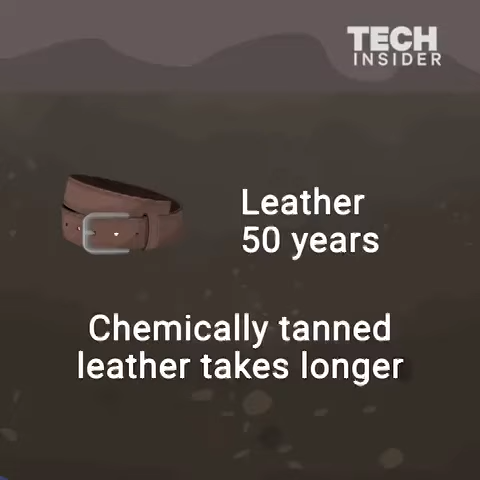 TECH
INSIDER
Leather
50 years
Chemically tanned
leather takes longer